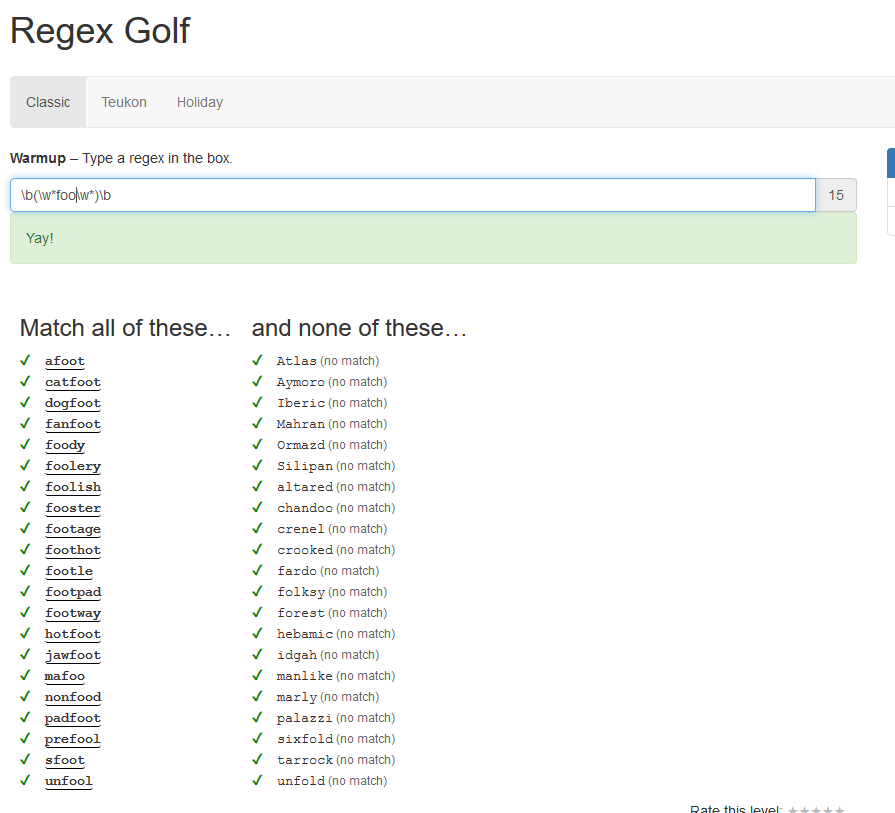 Regex Golf
Classic Teukon Holiday
Warmup – Type a regex in the box.
\b(\w*foo\w*)\b 15
Yay!
Match all of these… and none of these…
✓ afoot ✓ Atlas (no match)
✓ catfoot ✓ Aymoro (no match)
✓ dogfoot ✓ Iberic (no match)
✓ fanfoot ✓ Mahran (no match)
✓ foody ✓ Ormazd (no match)
✓ foolery ✓ Silipan (no match)
✓ foolish ✓ altared (no match)
✓ fooster ✓ chandoo (no match)
✓ footage ✓ crenel (no match)
✓ foothot ✓ crooked (no match)
✓ footle ✓ fardo (no match)
✓ footpad ✓ folksy (no match)
✓ footway ✓ forest (no match)
✓ hotfoot ✓ hebamic (no match)
✓ jawfoot ✓ idgah (no match)
✓ mafoo ✓ manlike (no match)
✓ nonfood ✓ marly (no match)
✓ padfoot ✓ palazzi (no match)
✓ prefool ✓ sixfold (no match)
✓ sfoot ✓ tarrock (no match)
✓ unfool ✓ unfold (no match)
Rate this level: ★★★★★